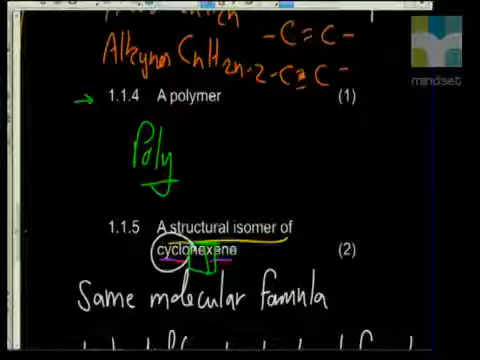 -C=C-
Alkynes CnH2n-2 -C≡C-
mindset
→ 1.1.4 A polymer (1)
Poly
1.1.5 A structural isomer of
cyclohexene (2)
Same molecular formula